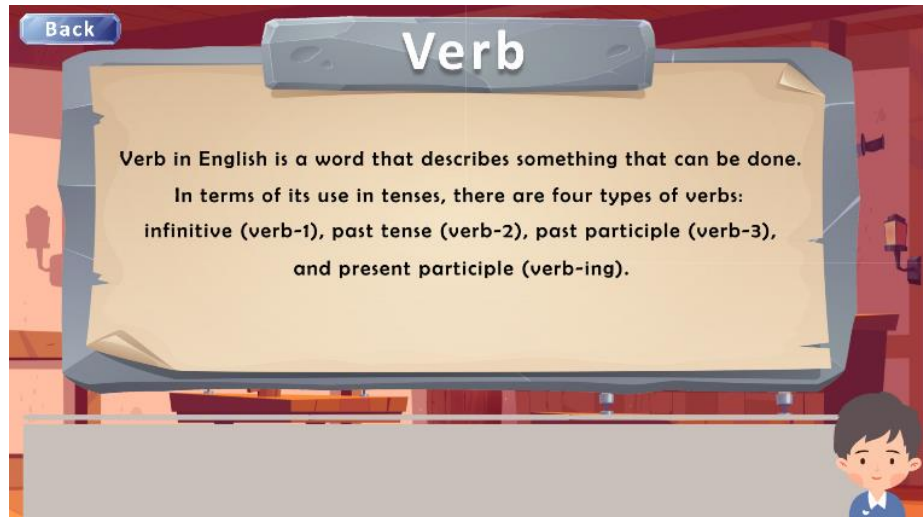 Back
Verb
Verb in English is a word that describes something that can be done.
In terms of its use in tenses, there are four types of verbs:
infinitive (verb-1), past tense (verb-2), past participle (verb-3),
and present participle (verb-ing).